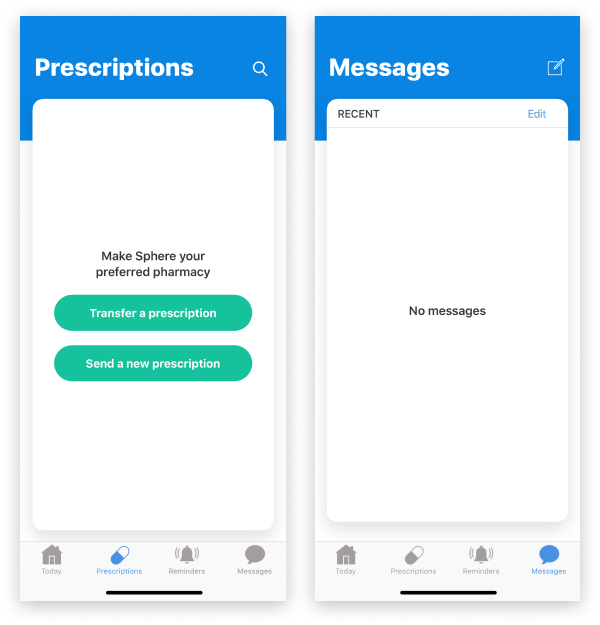 Prescriptions
Make Sphere your
preferred pharmacy
Transfer a prescription
Send a new prescription
Today
Prescriptions
Reminders
Messages
Messages
RECENT
Edit
No messages
Today
Prescriptions
Reminders
Messages